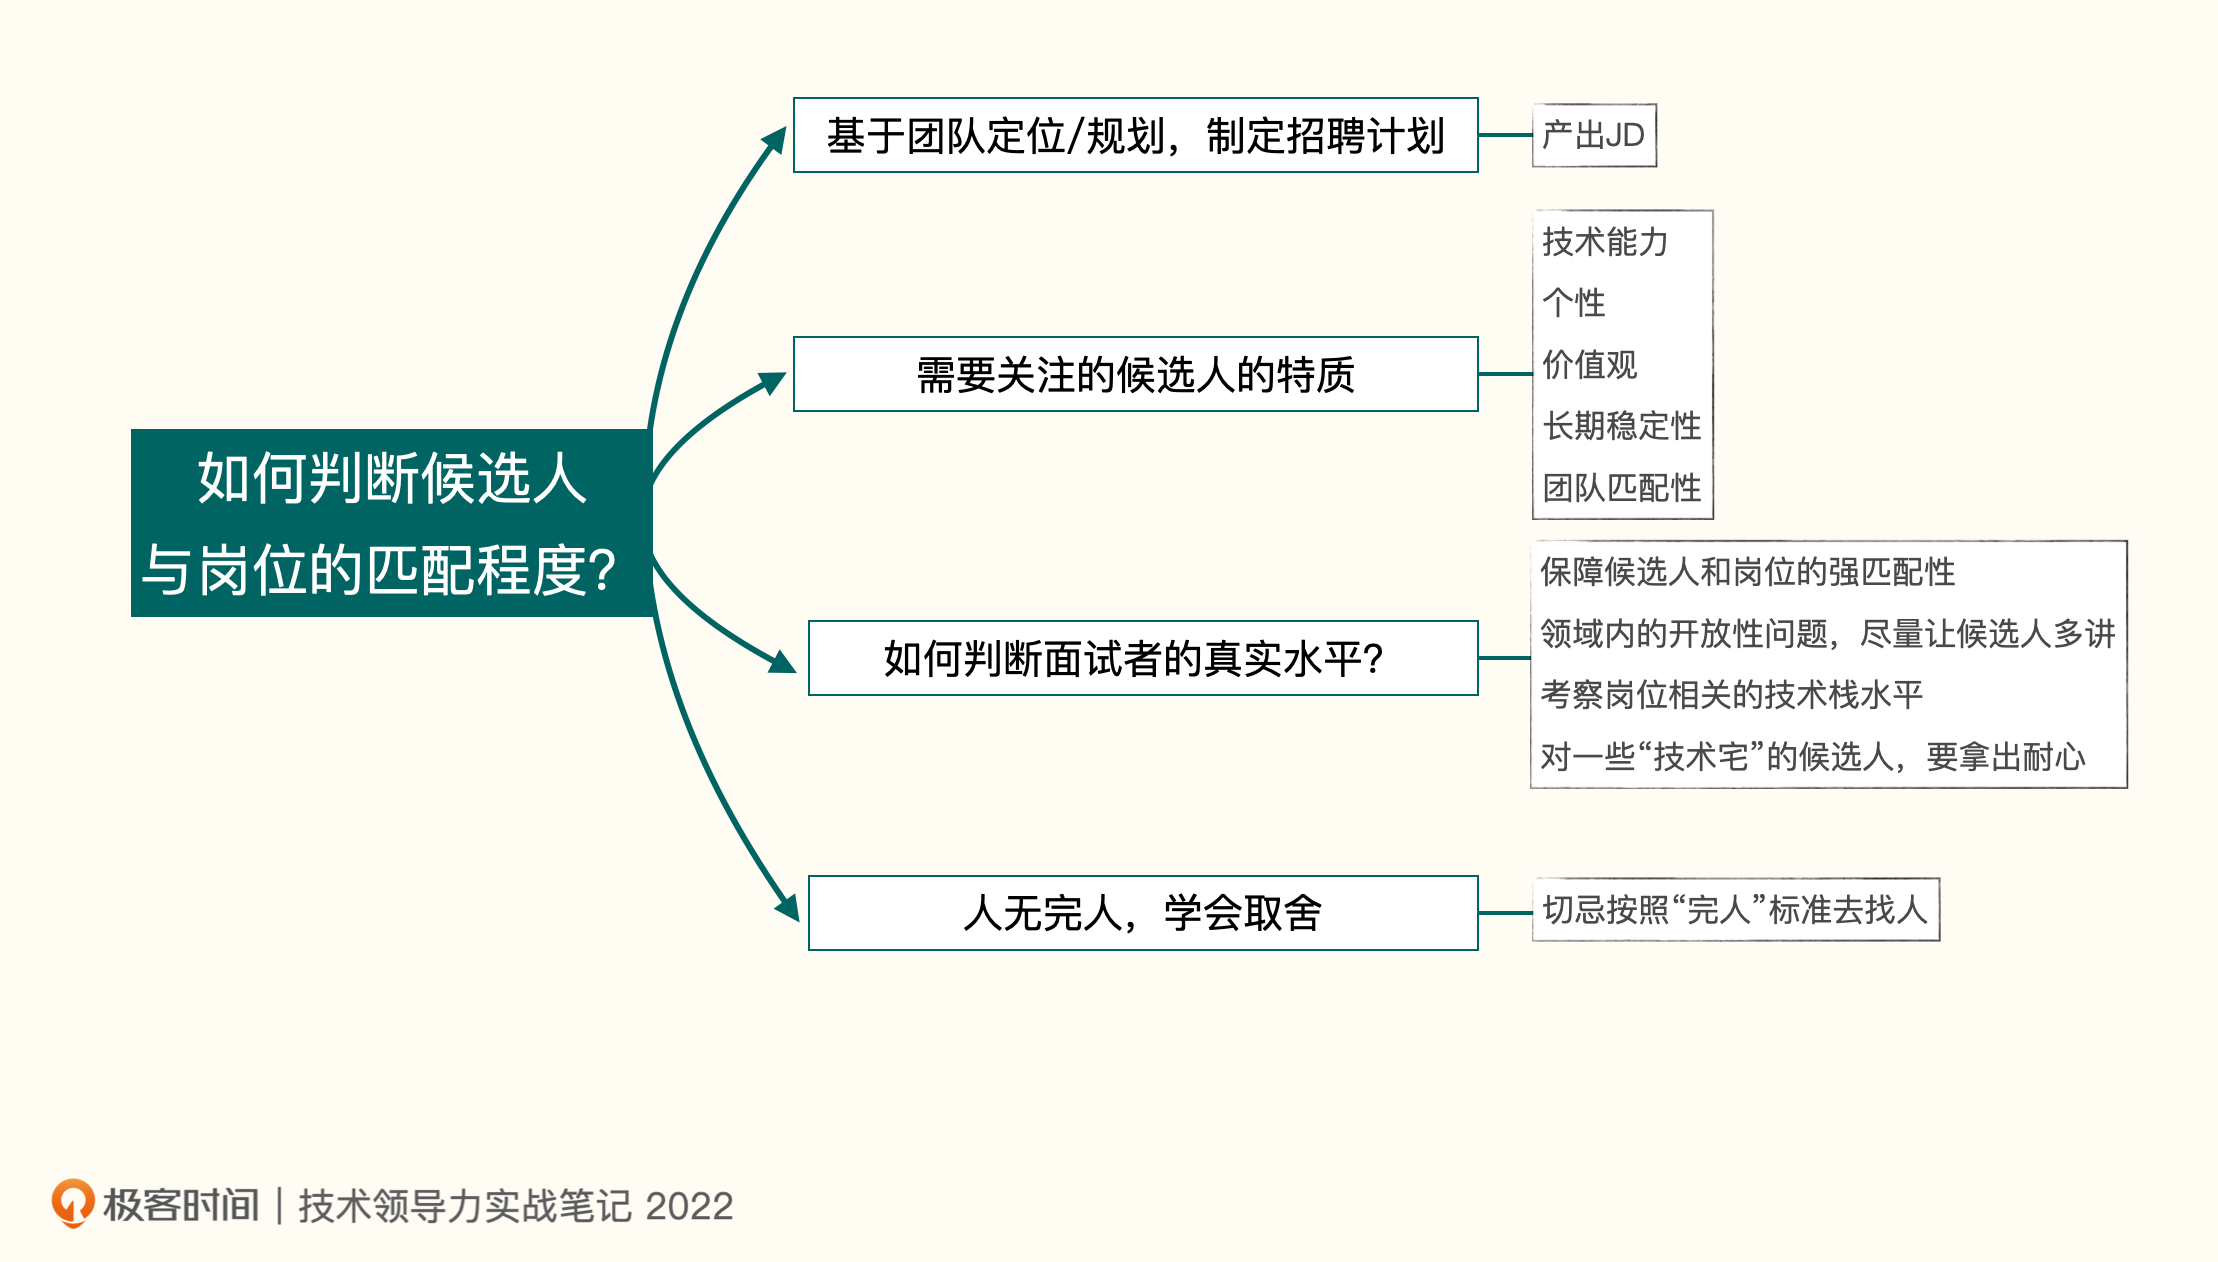 如何判断候选人
与岗位的匹配程度？
基于团队定位/规划，制定招聘计划
产出JD
需要关注的候选人的特质
技术能力
个性
价值观
长期稳定性
团队匹配性
如何判断面试者的真实水平？
保障候选人和岗位的强匹配性
领域内的开放性问题，尽量让候选人多讲
考察岗位相关的技术栈水平
对一些“技术宅”的候选人，要拿出耐心
人无完人，学会取舍
切忌按照“完人”标准去找人
极客时间 | 技术领导力实战笔记 2022